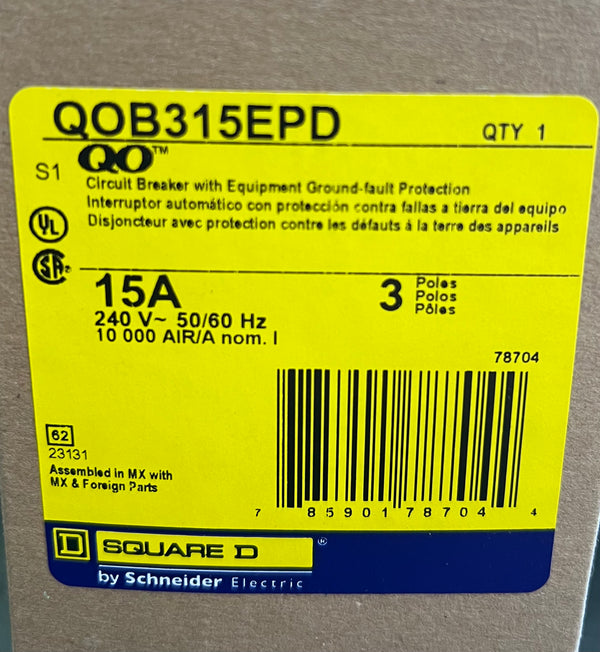 QOB315EPD
QTY 1
S1
QO™
Circuit Breaker with Equipment Ground-fault Protection
Interruptor automático con protección contra fallas a tierra del equipo
Disjoncteur avec protection contre les défauts à la terre des appareils
UL
SA®
15A
240 V~ 50/60 Hz
10 000 AIR/A nom. I
3
Poles
Polos
Pôles
78704
62
23131
Assembled in MX with
MX & Foreign Parts
7 85901 78704 4
D SQUARE D ®
by Schneider Electric